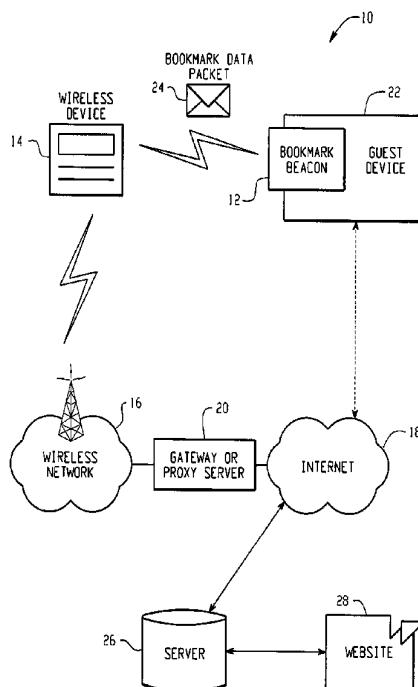 10
BOOKMARK DATA
PACKET
24
22
WIRELESS
DEVICE
14
BOOKMARK
BEACON
GUEST
DEVICE
12
16
20
18
WIRELESS
NETWORK
GATEWAY OR
PROXY SERVER
INTERNET
26
SERVER
28
WEBSITE